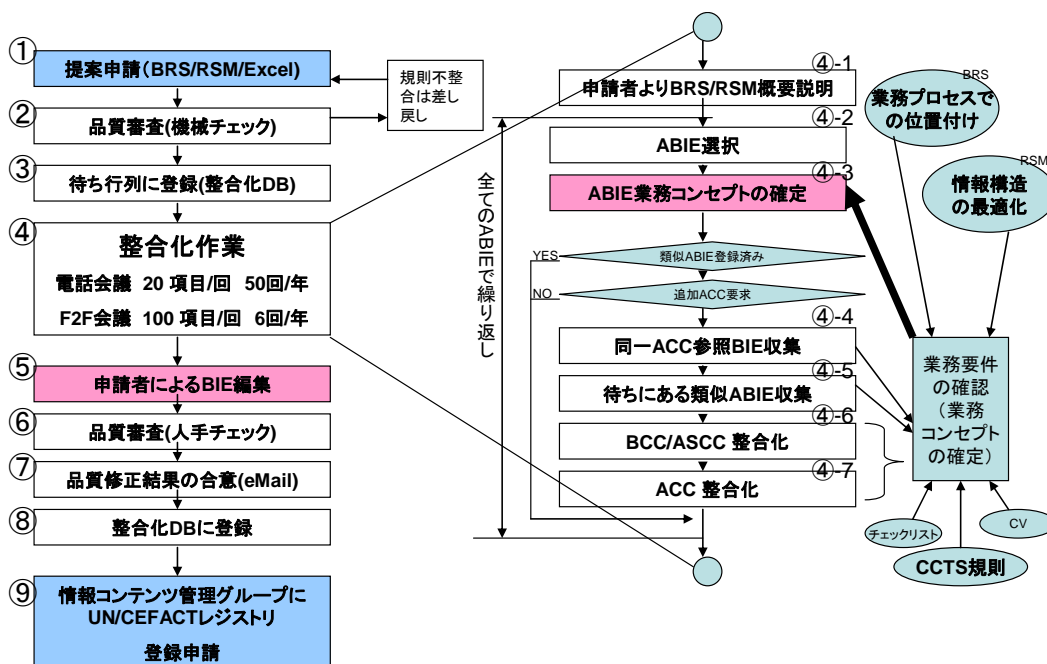 ①
提案申請(BRS/RSM/Excel)
規則不整
合は差し
戻し
②
品質審査(機械チェック)
③
待ち行列に登録(整合化DB)
④
整合化作業
電話会議 20 項目/回 50回/年
F2F会議 100 項目/回 6回/年
⑤
申請者によるBIE編集
⑥
品質審査(人手チェック)
⑦
品質修正結果の合意(eMail)
⑧
整合化DBに登録
⑨
情報コンテンツ管理グループに
UN/CEFACTレジストリ
登録申請
全てのABIEで繰り返し
④-1
申請者よりBRS/RSM概要説明
④-2
ABIE選択
④-3
ABIE業務コンセプトの確定
YES
類似ABIE登録済み
NO
追加ACC要求
④-4
同一ACC参照BIE収集
④-5
待ちにある類似ABIE収集
④-6
BCC/ASCC 整合化
④-7
ACC 整合化
BRS
業務プロセスで
の位置付け
RSM
情報構造
の最適化
業務要件
の確認
(業務
コンセプト
の確定)
チェックリスト
CV
CCTS規則